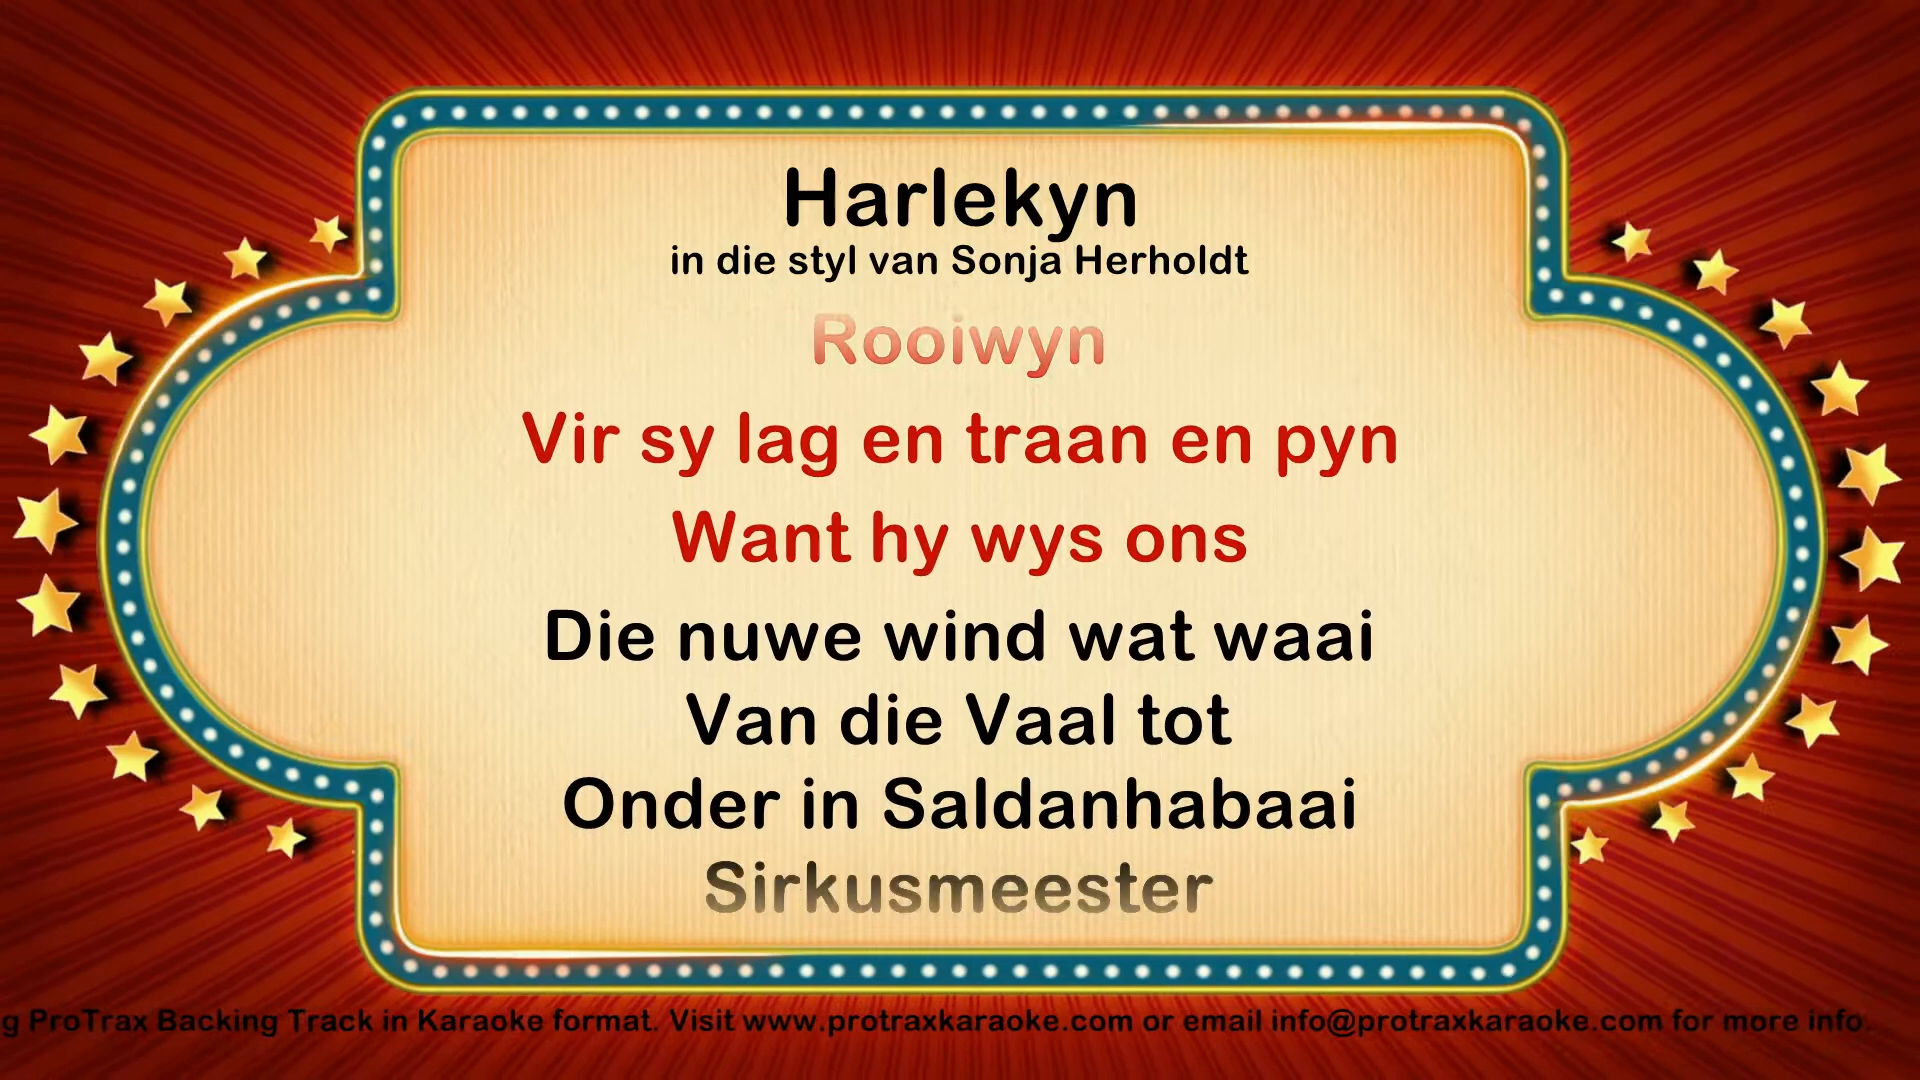 Harlekyn
in die styl van Sonja Herholdt
Rooiwyn
Vir sy lag en traan en pyn
Want hy wys ons
Die nuwe wind wat waai
Van die Vaal tot
Onder in Saldanhabaai
Sirkusmeester
g ProTrax Backing Track in Karaoke format. Visit www.protraxkaraoke.com or email info@protraxkaraoke.com for more info.